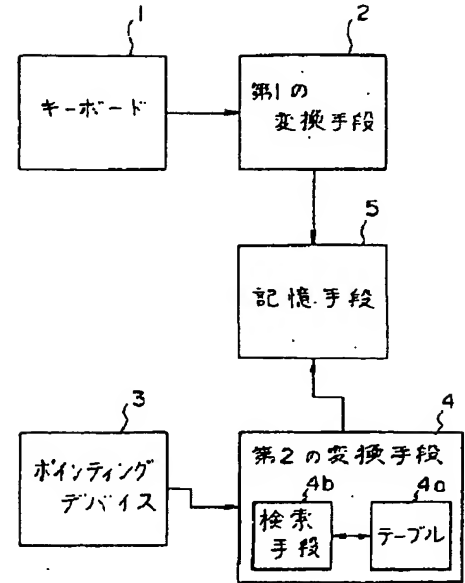 1
キーボード
2
第1の
変換手段
5
記憶手段
3
ポインティング
デバイス
4
第2の変換手段
4b
検索
手段
4a
テーブル